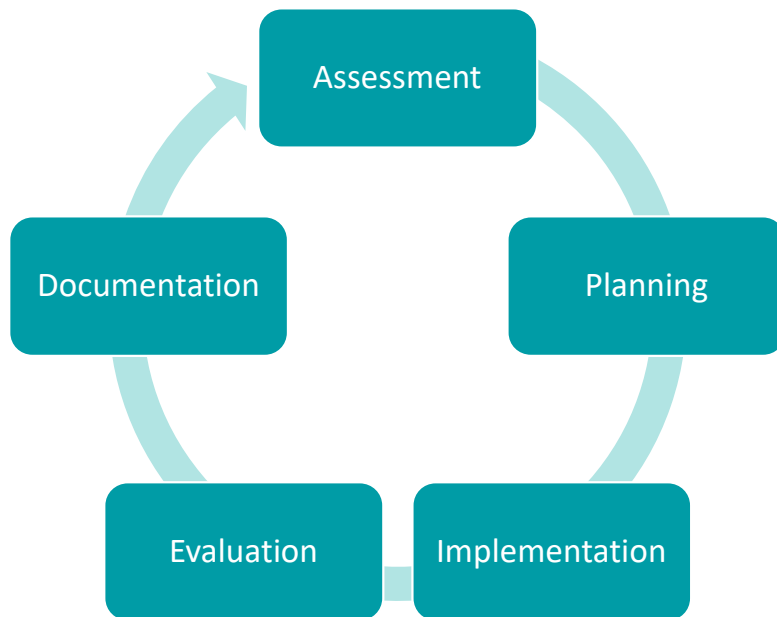 Assessment
Planning
Implementation
Evaluation
Documentation